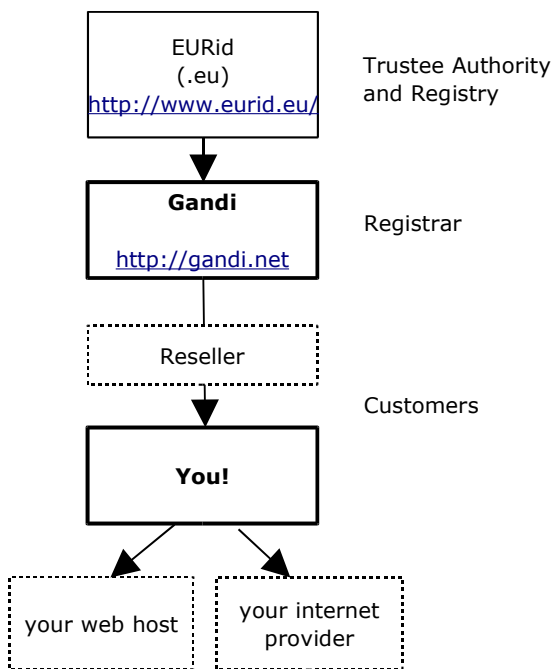 EURid
(.eu)
http://www.eurid.eu/
Trustee Authority
and Registry
Gandi
http://gandi.net
Registrar
Reseller
Customers
You!
your web host
your internet
provider